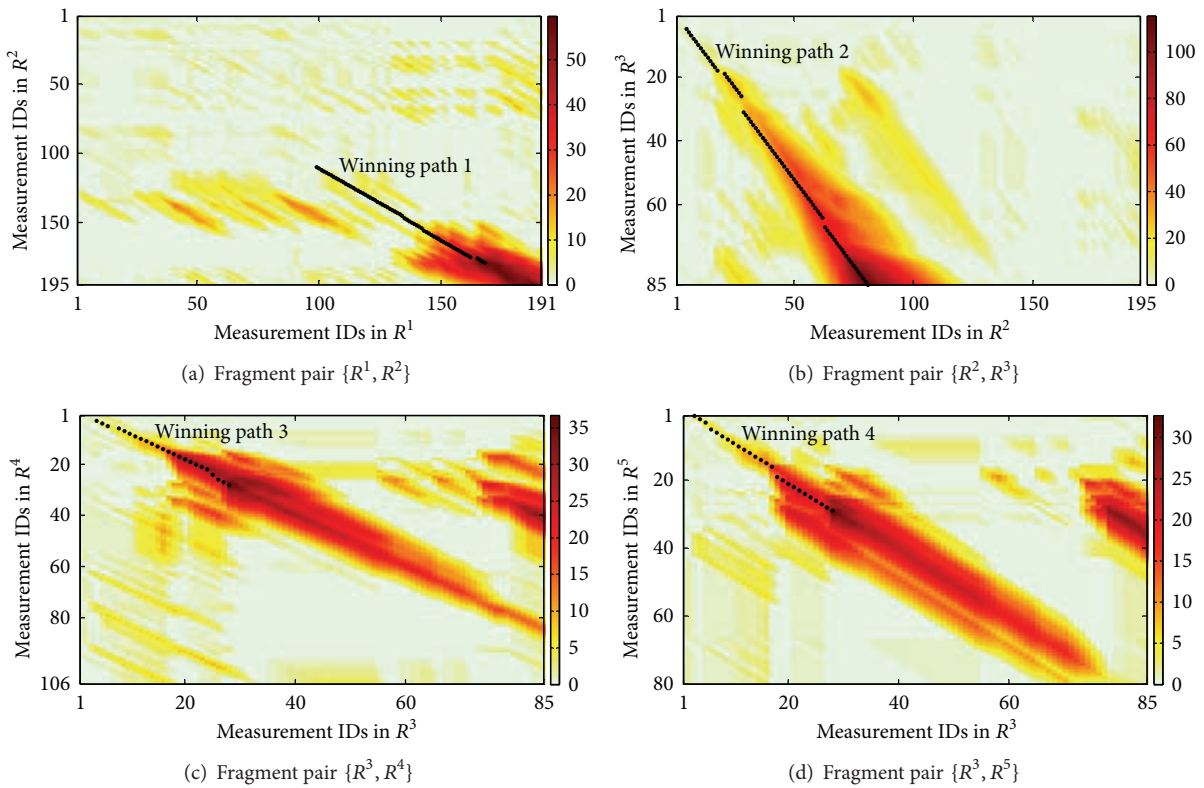 1
50
100
150
195
Measurement IDs in R²
Winning path 1
50
40
30
20
10
0
1 50 100 150 191
Measurement IDs in R¹
(a) Fragment pair {R¹, R²}
1
20
40
60
85
Measurement IDs in R³
Winning path 2
100
80
60
40
20
0
1 50 100 150 195
Measurement IDs in R²
(b) Fragment pair {R², R³}
1
20
40
60
80
106
Measurement IDs in R⁴
Winning path 3
35
30
25
20
15
10
5
0
1 20 40 60 85
Measurement IDs in R³
(c) Fragment pair {R³, R⁴}
1
20
40
60
80
Measurement IDs in R⁵
Winning path 4
30
25
20
15
10
5
0
1 20 40 60 85
Measurement IDs in R³
(d) Fragment pair {R³, R⁵}